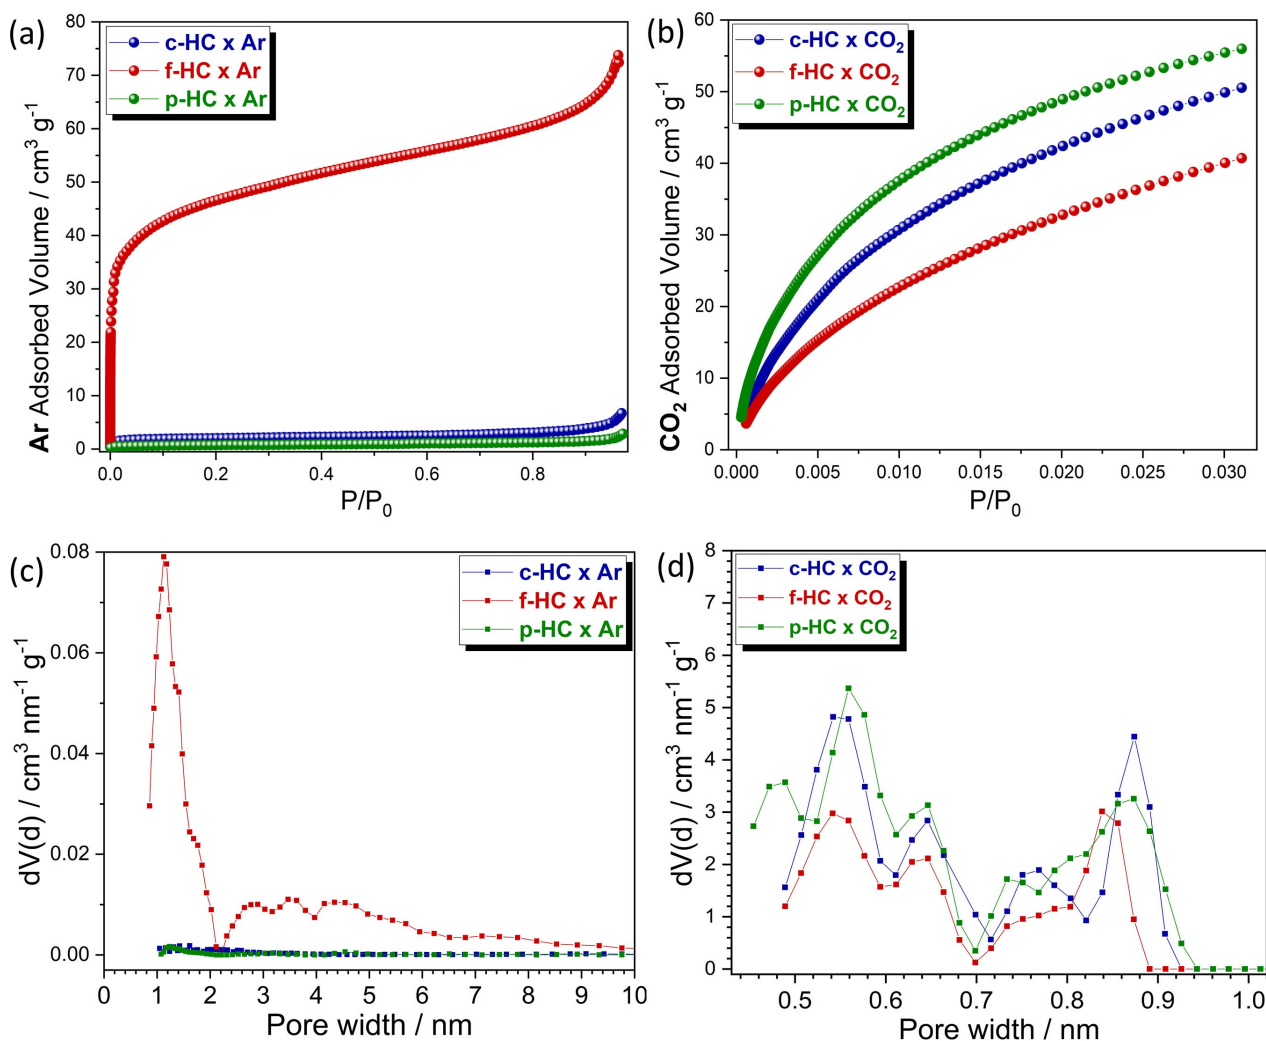 (a)
c-HC x Ar
f-HC x Ar
p-HC x Ar
Ar Adsorbed Volume / cm³ g⁻¹
80
70
60
50
40
30
20
10
0
0.0 0.2 0.4 0.6 0.8
P/P₀
(b)
c-HC x CO₂
f-HC x CO₂
p-HC x CO₂
CO₂ Adsorbed Volume / cm³ g⁻¹
60
50
40
30
20
10
0
0.000 0.005 0.010 0.015 0.020 0.025 0.030
P/P₀
(c)
c-HC x Ar
f-HC x Ar
p-HC x Ar
dV(d) / cm³ nm⁻¹ g⁻¹
0.08
0.06
0.04
0.02
0.00
0 1 2 3 4 5 6 7 8 9 10
Pore width / nm
(d)
c-HC x CO₂
f-HC x CO₂
p-HC x CO₂
dV(d) / cm³ nm⁻¹ g⁻¹
8
7
6
5
4
3
2
1
0
0.5 0.6 0.7 0.8 0.9 1.0
Pore width / nm